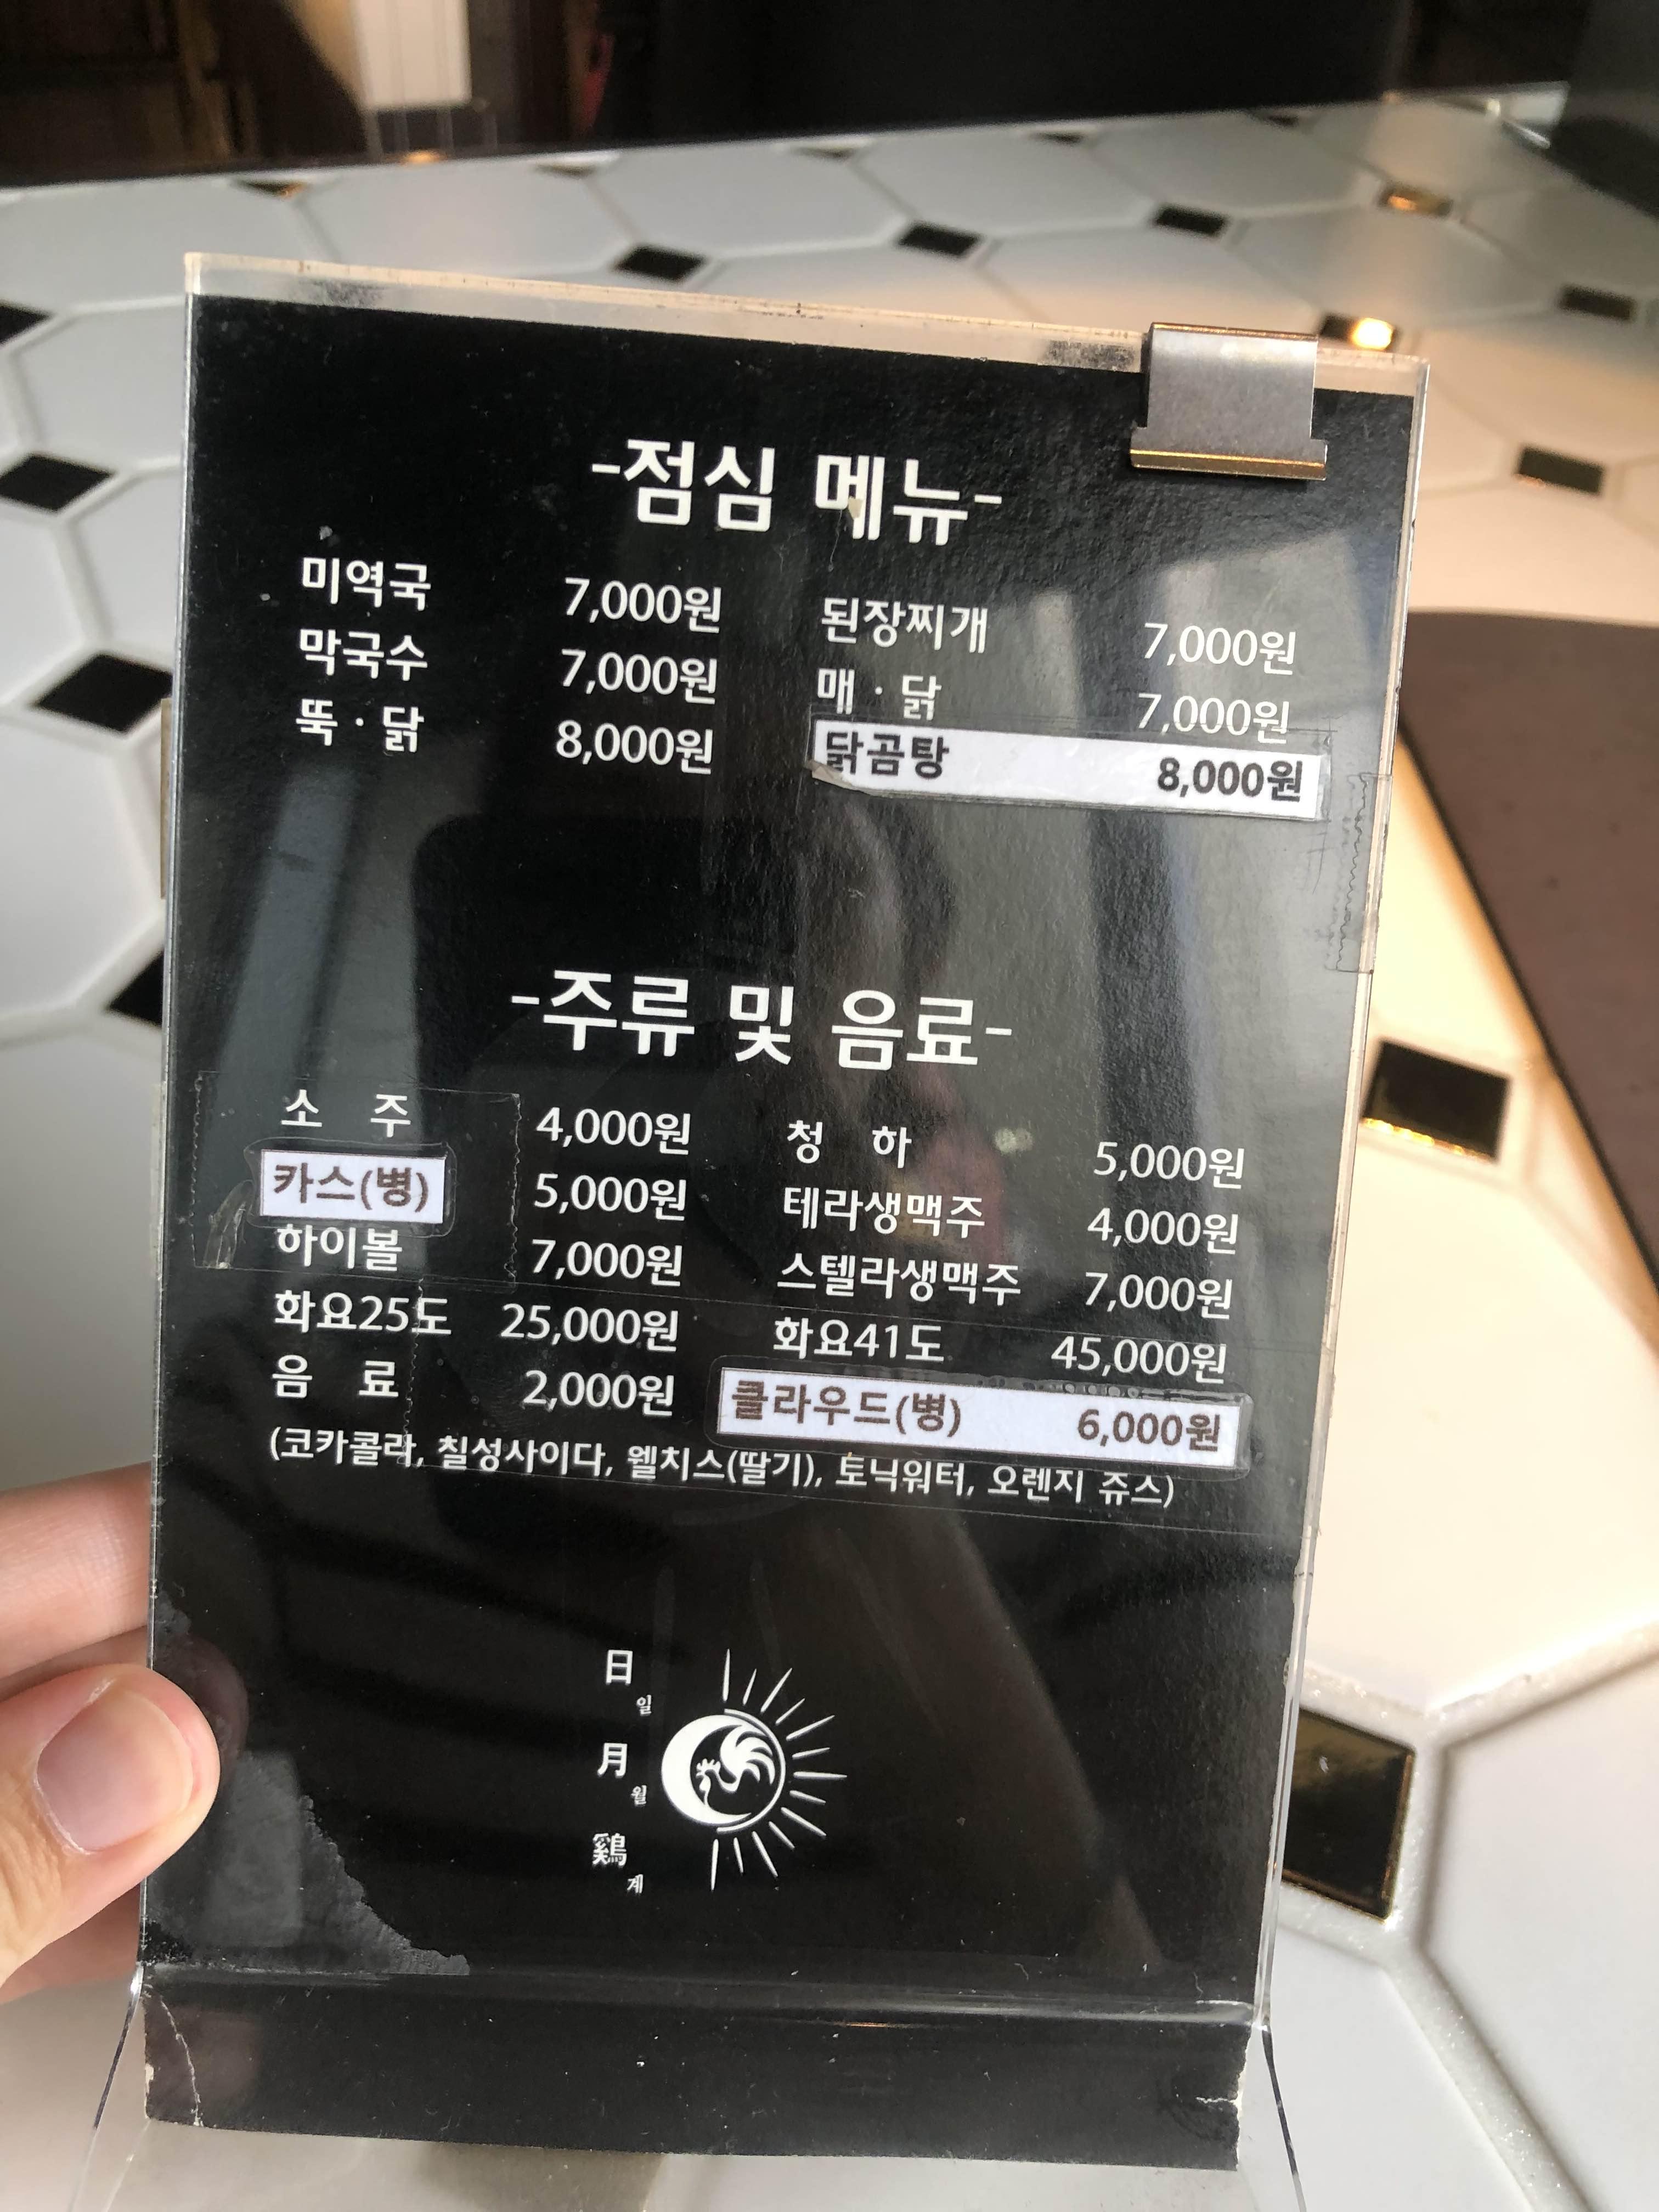 -점심 메뉴-
미역국 7,000원 된장찌개 7,000원
막국수 7,000원 매·닭 7,000원
뚝·닭 8,000원 닭곰탕 8,000원
-주류 및 음료-
소 주 4,000원 청 하 5,000원
카스(병) 5,000원 테라생맥주 4,000원
하이볼 7,000원 스텔라생맥주 7,000원
화요25도 25,000원 화요41도 45,000원
음 료 2,000원 클라우드(병) 6,000원
(코카콜라, 칠성사이다, 웰치스(딸기), 토닉워터, 오렌지 쥬스)
日 일
月 월
鷄 계